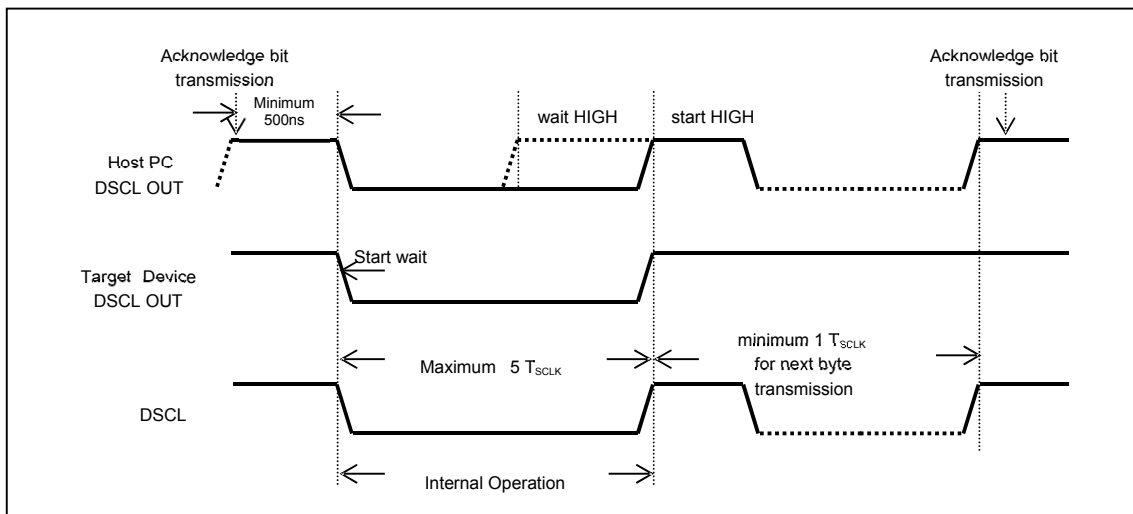 Acknowledge bit
transmission
Acknowledge bit
transmission
Minimum
500ns
wait HIGH
start HIGH
Host PC
DSCL OUT
Start wait
Target Device
DSCL OUT
Maximum 5 TSCLK
minimum 1 TSCLK
for next byte
transmission
DSCL
Internal Operation